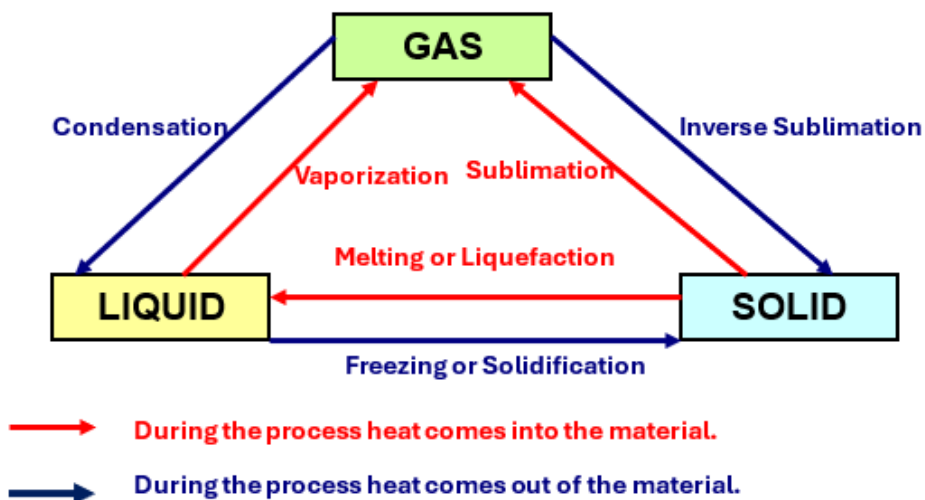 GAS
Condensation
Inverse Sublimation
Vaporization
Sublimation
Melting or Liquefaction
LIQUID
SOLID
Freezing or Solidification
During the process heat comes into the material.
During the process heat comes out of the material.